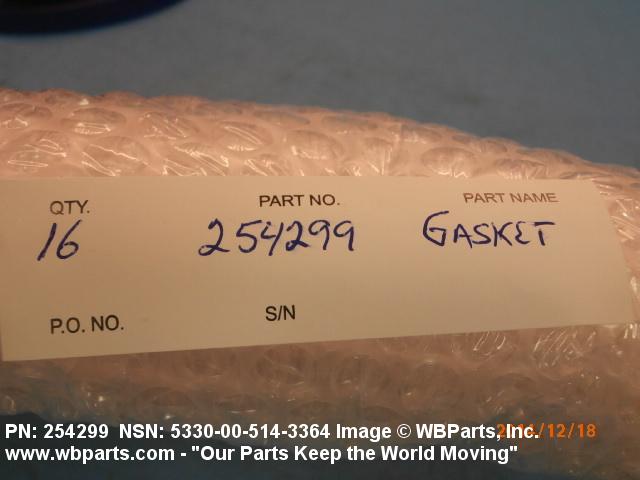 QTY. PART NO. PART NAME
16 254299 GASKET
P.O. NO. S/N
PN: 254299 NSN: 5330-00-514-3364 Image © WBParts, Inc.
www.wbparts.com - "Our Parts Keep the World Moving"